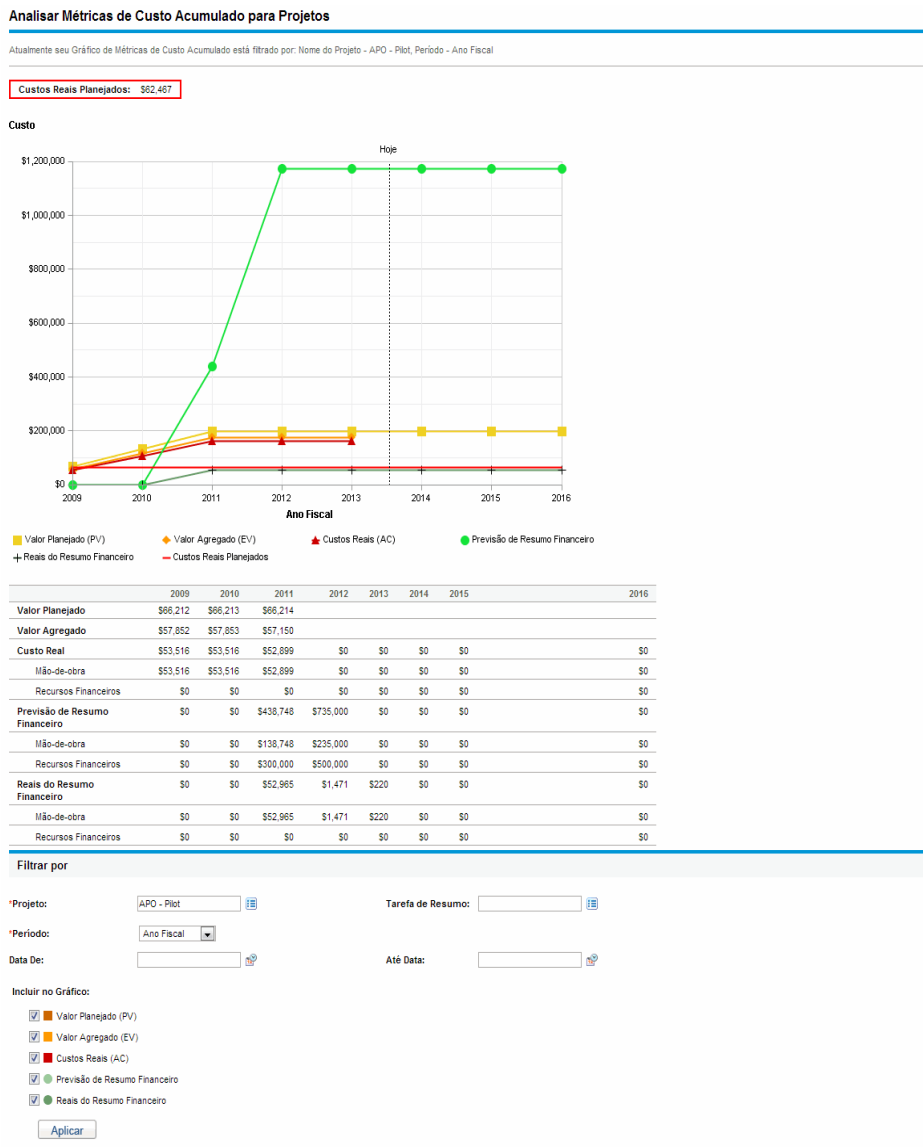 Analisar Métricas de Custo Acumulado para Projetos
Atualmente seu Gráfico de Métricas de Custo Acumulado está filtrado por: Nome do Projeto - APO - Pilot, Período - Ano Fiscal
Custos Reais Planejados: $62,467
Custo
Hoje
$1,200,000
$1,000,000
$800,000
$600,000
$400,000
$200,000
$0
2009 2010 2011 2012 2013 2014 2015 2016
Ano Fiscal
Valor Planejado (PV) Valor Agregado (EV) Custos Reais (AC) Previsão de Resumo Financeiro
Reais do Resumo Financeiro Custos Reais Planejados
2009 2010 2011 2012 2013 2014 2015 2016
Valor Planejado $66,212 $66,213 $66,214
Valor Agregado $57,852 $57,853 $57,150
Custo Real $53,516 $53,516 $52,899 $0 $0 $0 $0 $0
Mão-de-obra $53,516 $53,516 $52,899 $0 $0 $0 $0 $0
Recursos Financeiros $0 $0 $0 $0 $0 $0 $0 $0
Previsão de Resumo $0 $0 $438,748 $735,000 $0 $0 $0 $0
Financeiro
Mão-de-obra $0 $0 $138,748 $235,000 $0 $0 $0 $0
Recursos Financeiros $0 $0 $300,000 $500,000 $0 $0 $0 $0
Reais do Resumo $0 $0 $52,965 $1,471 $220 $0 $0 $0
Financeiro
Mão-de-obra $0 $0 $52,965 $1,471 $220 $0 $0 $0
Recursos Financeiros $0 $0 $0 $0 $0 $0 $0 $0
Filtrar por
*Projeto: APO - Pilot Tarefa de Resumo:
*Período: Ano Fiscal
Data De: Até Data:
Incluir no Gráfico:
Valor Planejado (PV)
Valor Agregado (EV)
Custos Reais (AC)
Previsão de Resumo Financeiro
Reais do Resumo Financeiro
Aplicar